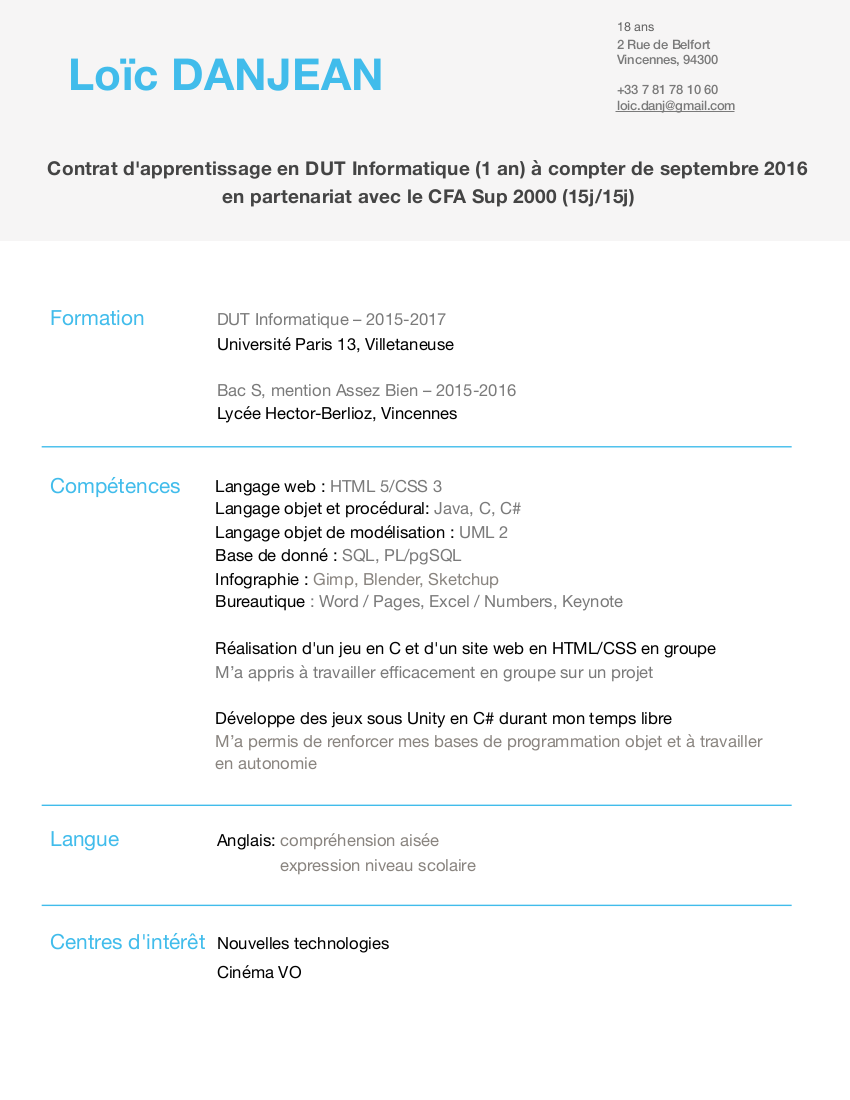 Loïc DANJEAN
18 ans
2 Rue de Belfort
Vincennes, 94300
+33 7 81 78 10 60
loic.danj@gmail.com
Contrat d'apprentissage en DUT Informatique (1 an) à compter de septembre 2016
en partenariat avec le CFA Sup 2000 (15j/15j)
Formation
DUT Informatique – 2015-2017
Université Paris 13, Villetaneuse
Bac S, mention Assez Bien – 2015-2016
Lycée Hector-Berlioz, Vincennes
Compétences
Langage web : HTML 5/CSS 3
Langage objet et procédural: Java, C, C#
Langage objet de modélisation : UML 2
Base de donné : SQL, PL/pgSQL
Infographie : Gimp, Blender, Sketchup
Bureautique : Word / Pages, Excel / Numbers, Keynote
Réalisation d'un jeu en C et d'un site web en HTML/CSS en groupe
M’a appris à travailler efficacement en groupe sur un projet
Développe des jeux sous Unity en C# durant mon temps libre
M’a permis de renforcer mes bases de programmation objet et à travailler
en autonomie
Langue
Anglais: compréhension aisée
expression niveau scolaire
Centres d'intérêt
Nouvelles technologies
Cinéma VO